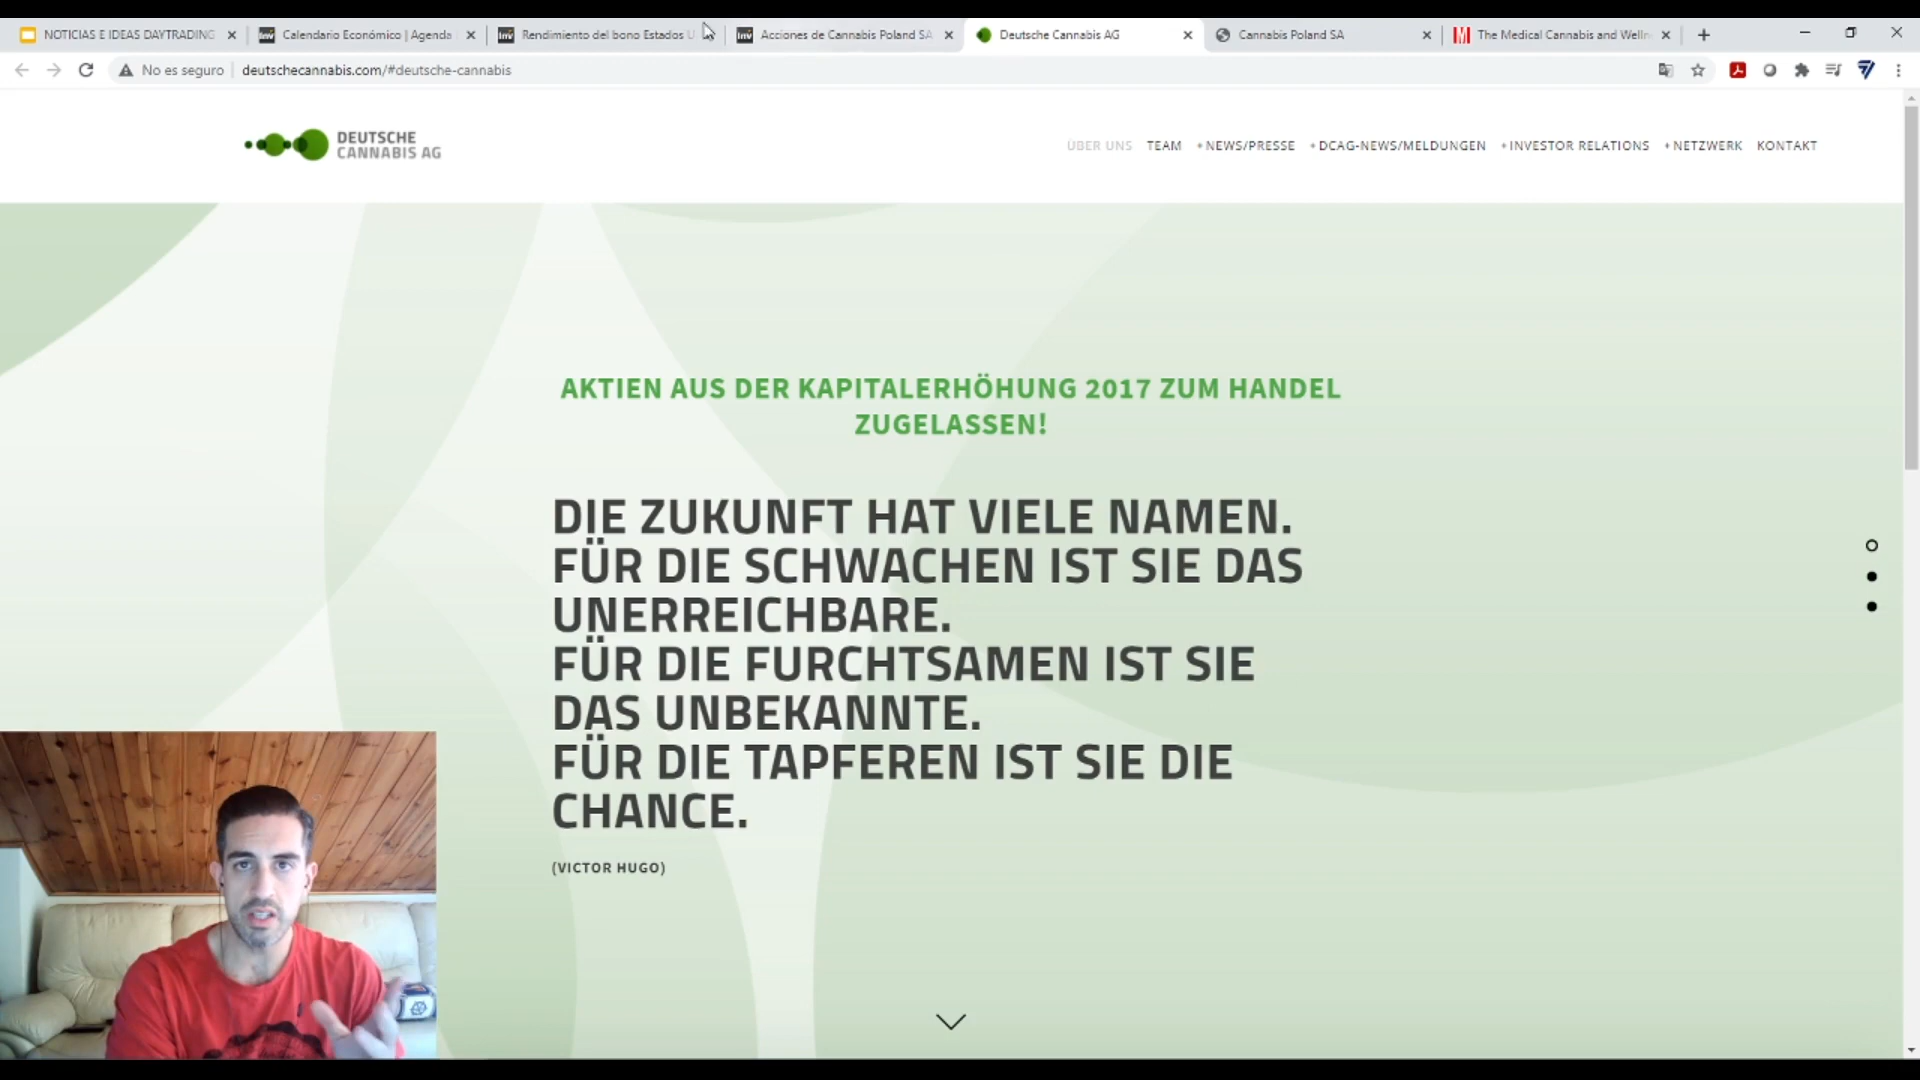 NOTICIAS E IDEAS DAYTRADING
Calendario Económico | Agenda
Rendimiento del bono Estados U
Acciones de Cannabis Poland SA
Deutsche Cannabis AG
Cannabis Poland SA
The Medical Cannabis and Welln
No es seguro
deutschecannabis.com/#deutsche-cannabis
DEUTSCHE
CANNABIS AG
ÜBER UNS
TEAM
+NEWS/PRESSE
+DCAG-NEWS/MELDUNGEN
+INVESTOR RELATIONS
+NETZWERK
KONTAKT
AKTIEN AUS DER KAPITALERHÖHUNG 2017 ZUM HANDEL
ZUGELASSEN!
DIE ZUKUNFT HAT VIELE NAMEN.
FÜR DIE SCHWACHEN IST SIE DAS
UNERREICHBARE.
FÜR DIE FURCHTSAMEN IST SIE
DAS UNBEKANNTE.
FÜR DIE TAPFEREN IST SIE DIE
CHANCE.
(VICTOR HUGO)